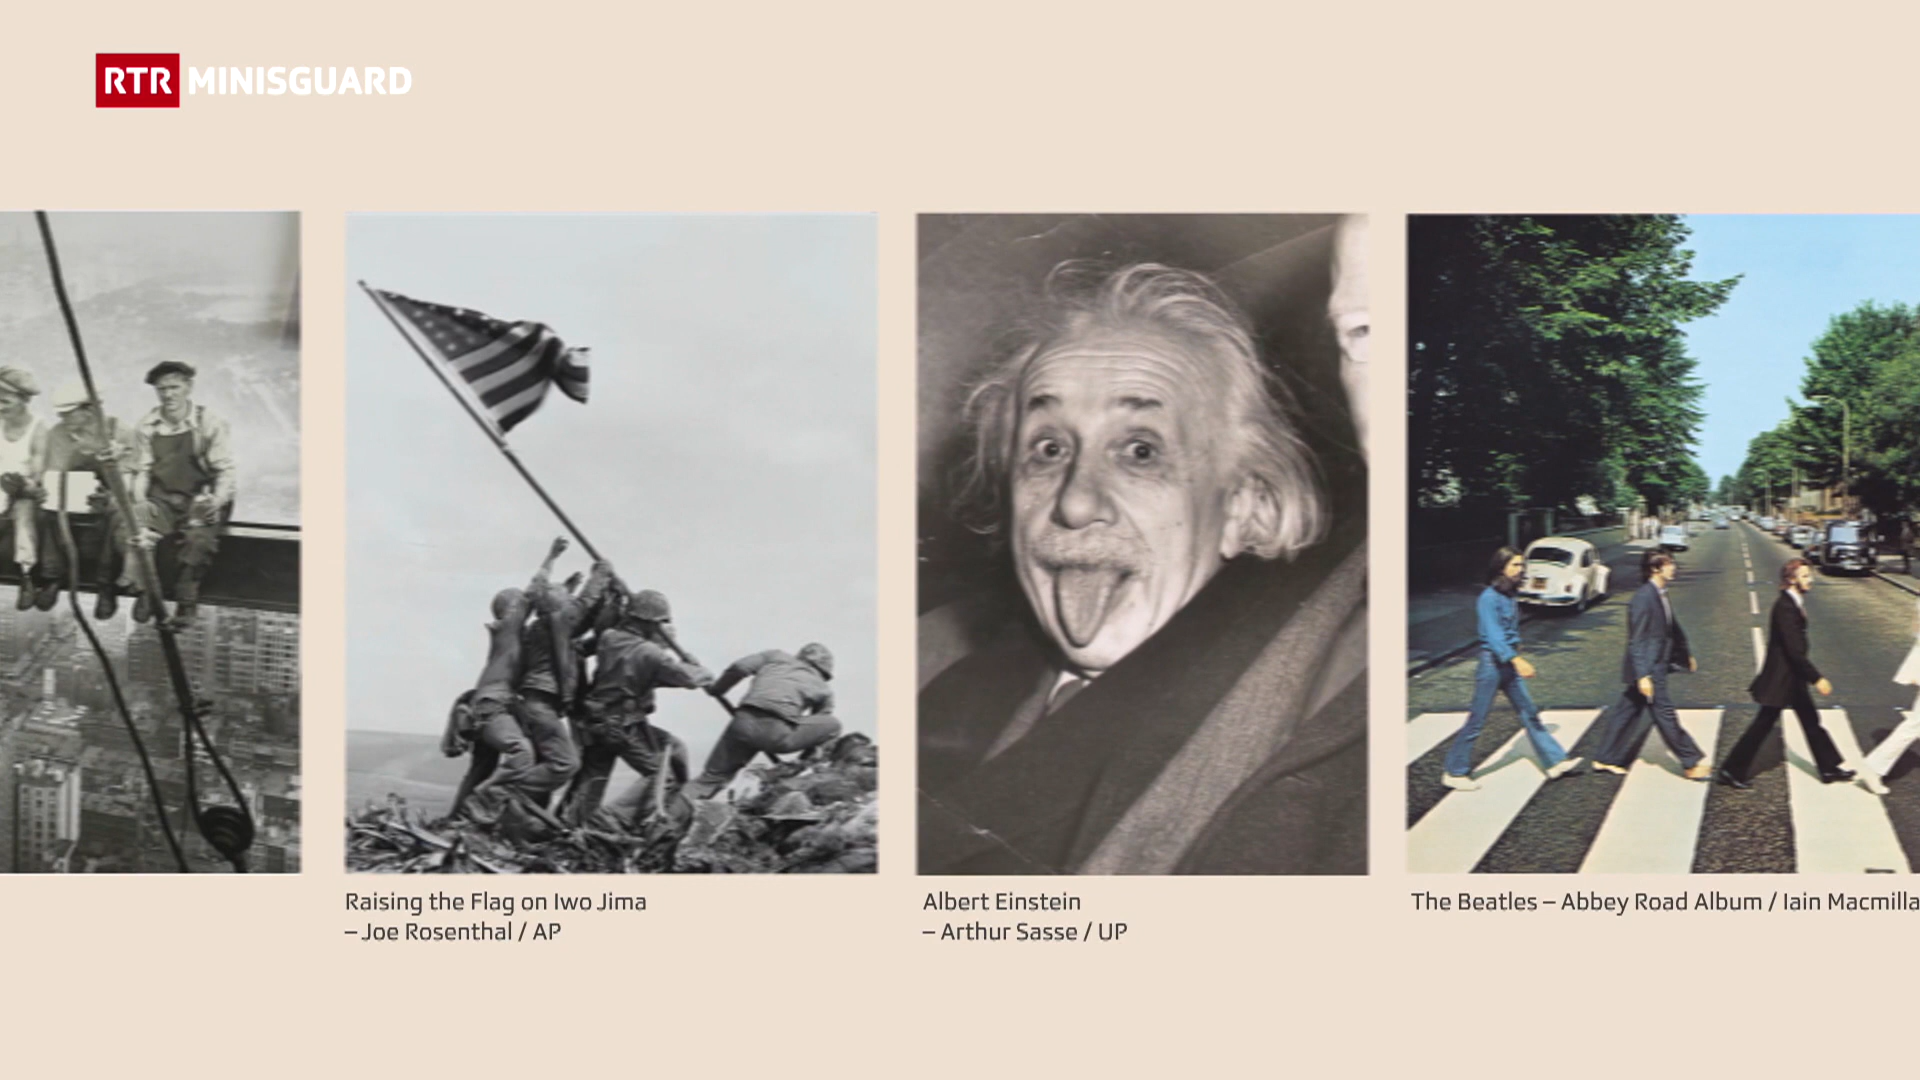 RTR MINISGUARD
Raising the Flag on Iwo Jima
– Joe Rosenthal / AP
Albert Einstein
– Arthur Sasse / UP
The Beatles – Abbey Road Album / Iain Macmilla